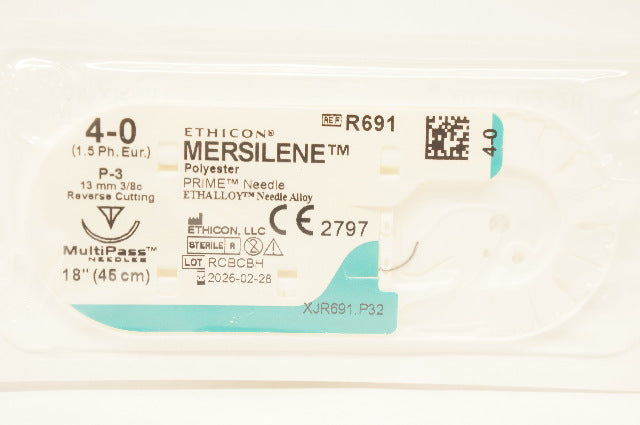 4-0
(1.5 Ph. Eur.)
P-3
13 mm 3/8c
Reverse Cutting
MultiPass™
NEEDLES
18" (45 cm)
ETHICON®
MERSILENE™
Polyester
PRIME™ Needle
ETHALLOY™ Needle Alloy
ETHICON, LLC
CE 2797
STERILE R
LOT RCBCBH
2026-02-28
REF R691
4-0
XJR691.P32